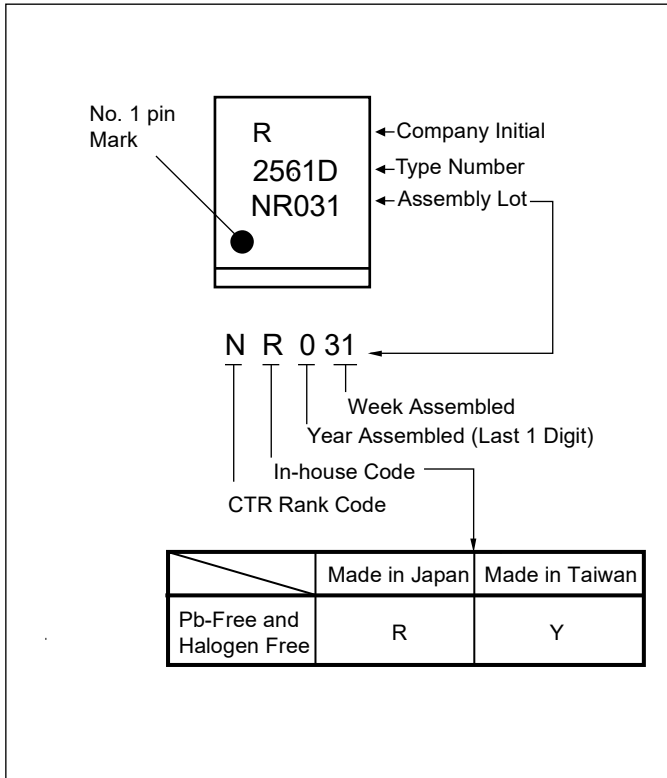 No. 1 pin
Mark
R
2561D
NR031
Company Initial
Type Number
Assembly Lot
N R 0 31
Week Assembled
Year Assembled (Last 1 Digit)
In-house Code
CTR Rank Code
Made in Japan Made in Taiwan
Pb-Free and
Halogen Free
R Y